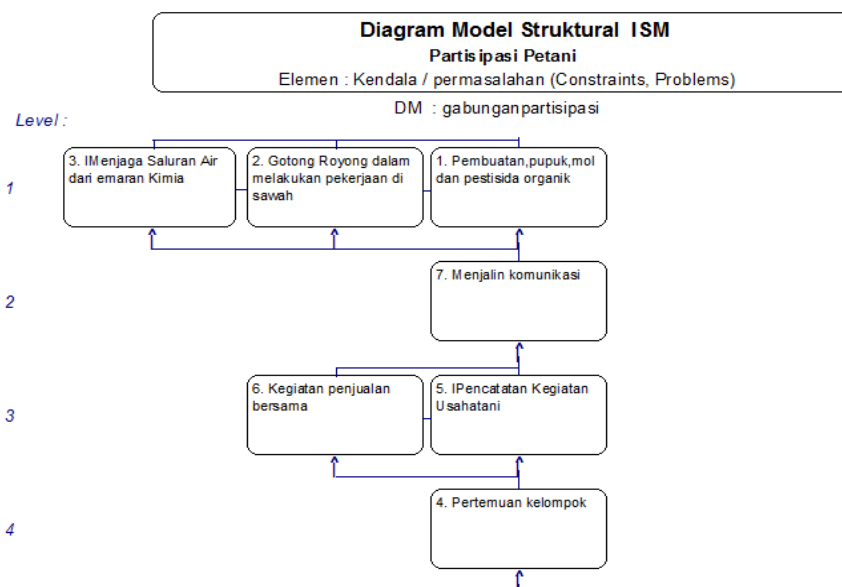 Diagram Model Struktural ISM
Partisipasi Petani
Elemen : Kendala / permasalahan (Constraints, Problems)
DM : gabunganpartisipasi
Level :
1
3. IMenjaga Saluran Air
dari emaran Kimia
2. Gotong Royong dalam
melakukan pekerjaan di
sawah
1. Pembuatan,pupuk,mol
dan pestisida organik
2
7. Menjalin komunikasi
3
6. Kegiatan penjualan
bersama
5. IPencatatan Kegiatan
Usahatani
4
4. Pertemuan kelompok